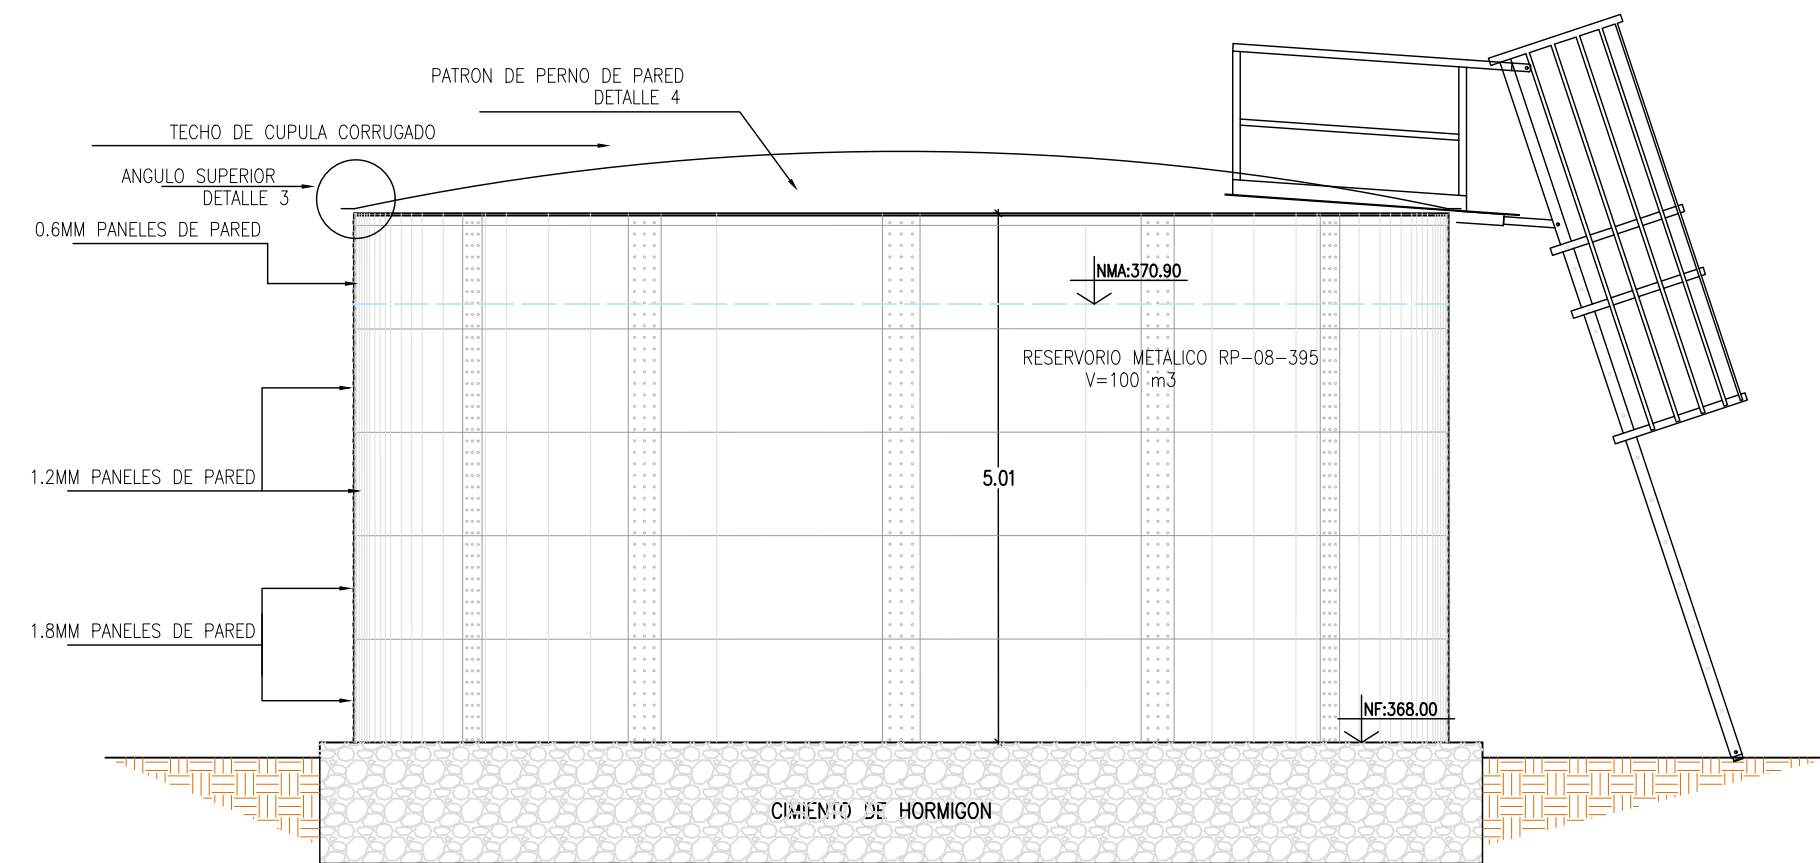 PATRON DE PERNO DE PARED
DETALLE 4
TECHO DE CUPULA CORRUGADO
ANGULO SUPERIOR
DETALLE 3
0.6MM PANELES DE PARED
NMA:370.90
RESERVORIO METÁLICO RP-08-395
V=100 m3
1.2MM PANELES DE PARED
5.01
1.8MM PANELES DE PARED
NF:368.00
CIMIENTO DE HORMIGON